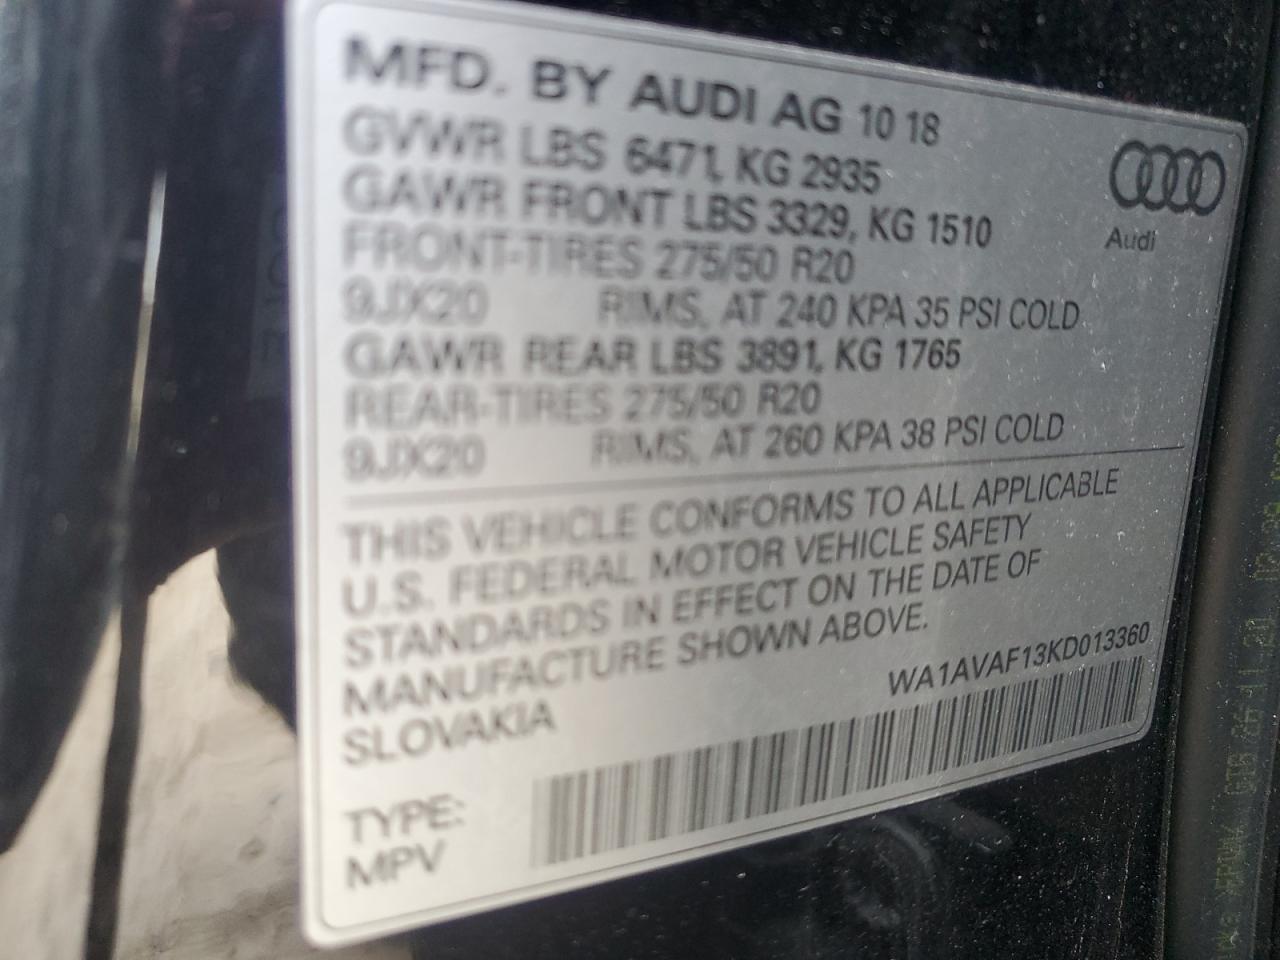 MFD. BY AUDI AG 10 18
GVWR LBS 6471, KG 2935
GAWR FRONT LBS 3329, KG 1510
FRONT-TIRES 275/50 R20
9JX20 RIMS, AT 240 KPA 35 PSI COLD
GAWR REAR LBS 3891, KG 1765
REAR-TIRES 275/50 R20
9JX20 RIMS, AT 260 KPA 38 PSI COLD
Audi
THIS VEHICLE CONFORMS TO ALL APPLICABLE
U.S. FEDERAL MOTOR VEHICLE SAFETY
STANDARDS IN EFFECT ON THE DATE OF
MANUFACTURE SHOWN ABOVE.
SLOVAKIA
WA1AVAF13KD013360
TYPE:
MPV